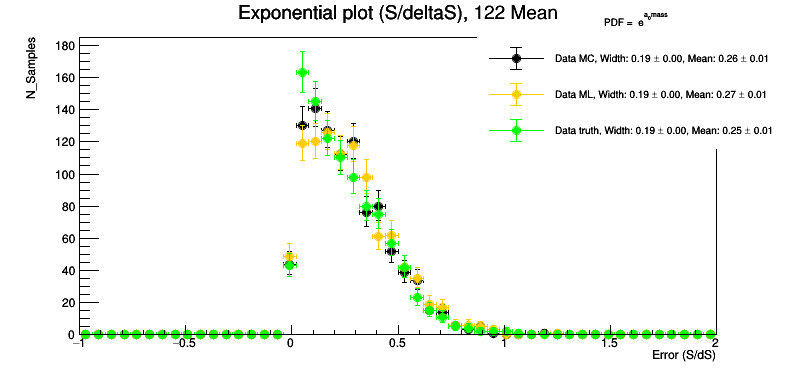 Exponential plot (S/deltaS), 122 Mean
PDF = e^{a_0mass}
Data MC, Width: 0.19 ± 0.00, Mean: 0.26 ± 0.01
Data ML, Width: 0.19 ± 0.00, Mean: 0.27 ± 0.01
Data truth, Width: 0.19 ± 0.00, Mean: 0.25 ± 0.01
N_Samples
180
160
140
120
100
80
60
40
20
0
−1 −0.5 0 0.5 1 1.5 2
Error (S/dS)